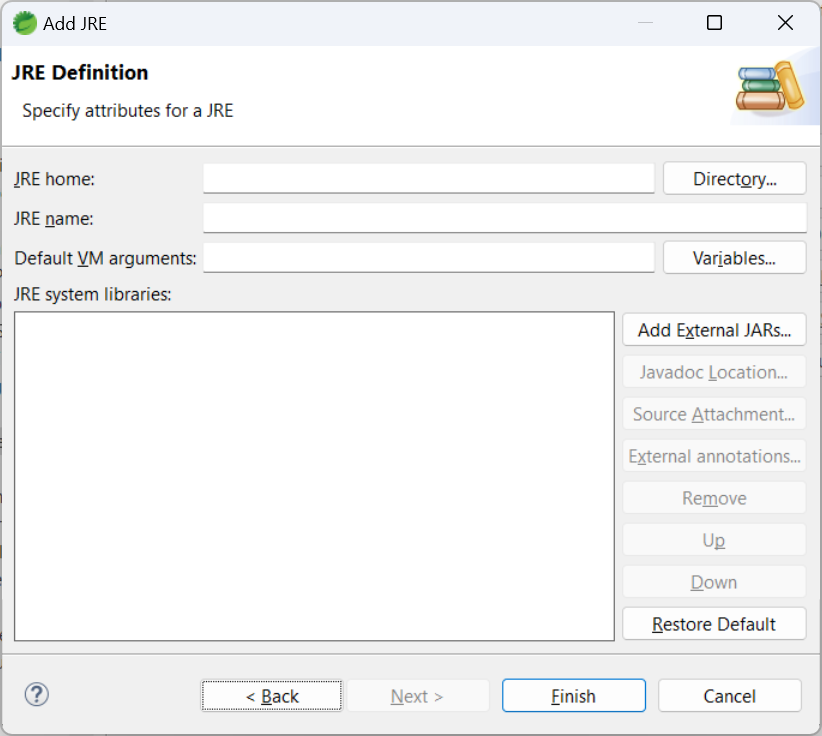 Add JRE
JRE Definition
Specify attributes for a JRE
JRE home:
Directory...
JRE name:
Default VM arguments:
Variables...
JRE system libraries:
Add External JARs...
Javadoc Location...
Source Attachment...
External annotations...
Remove
Up
Down
Restore Default
?
< Back
Next >
Finish
Cancel